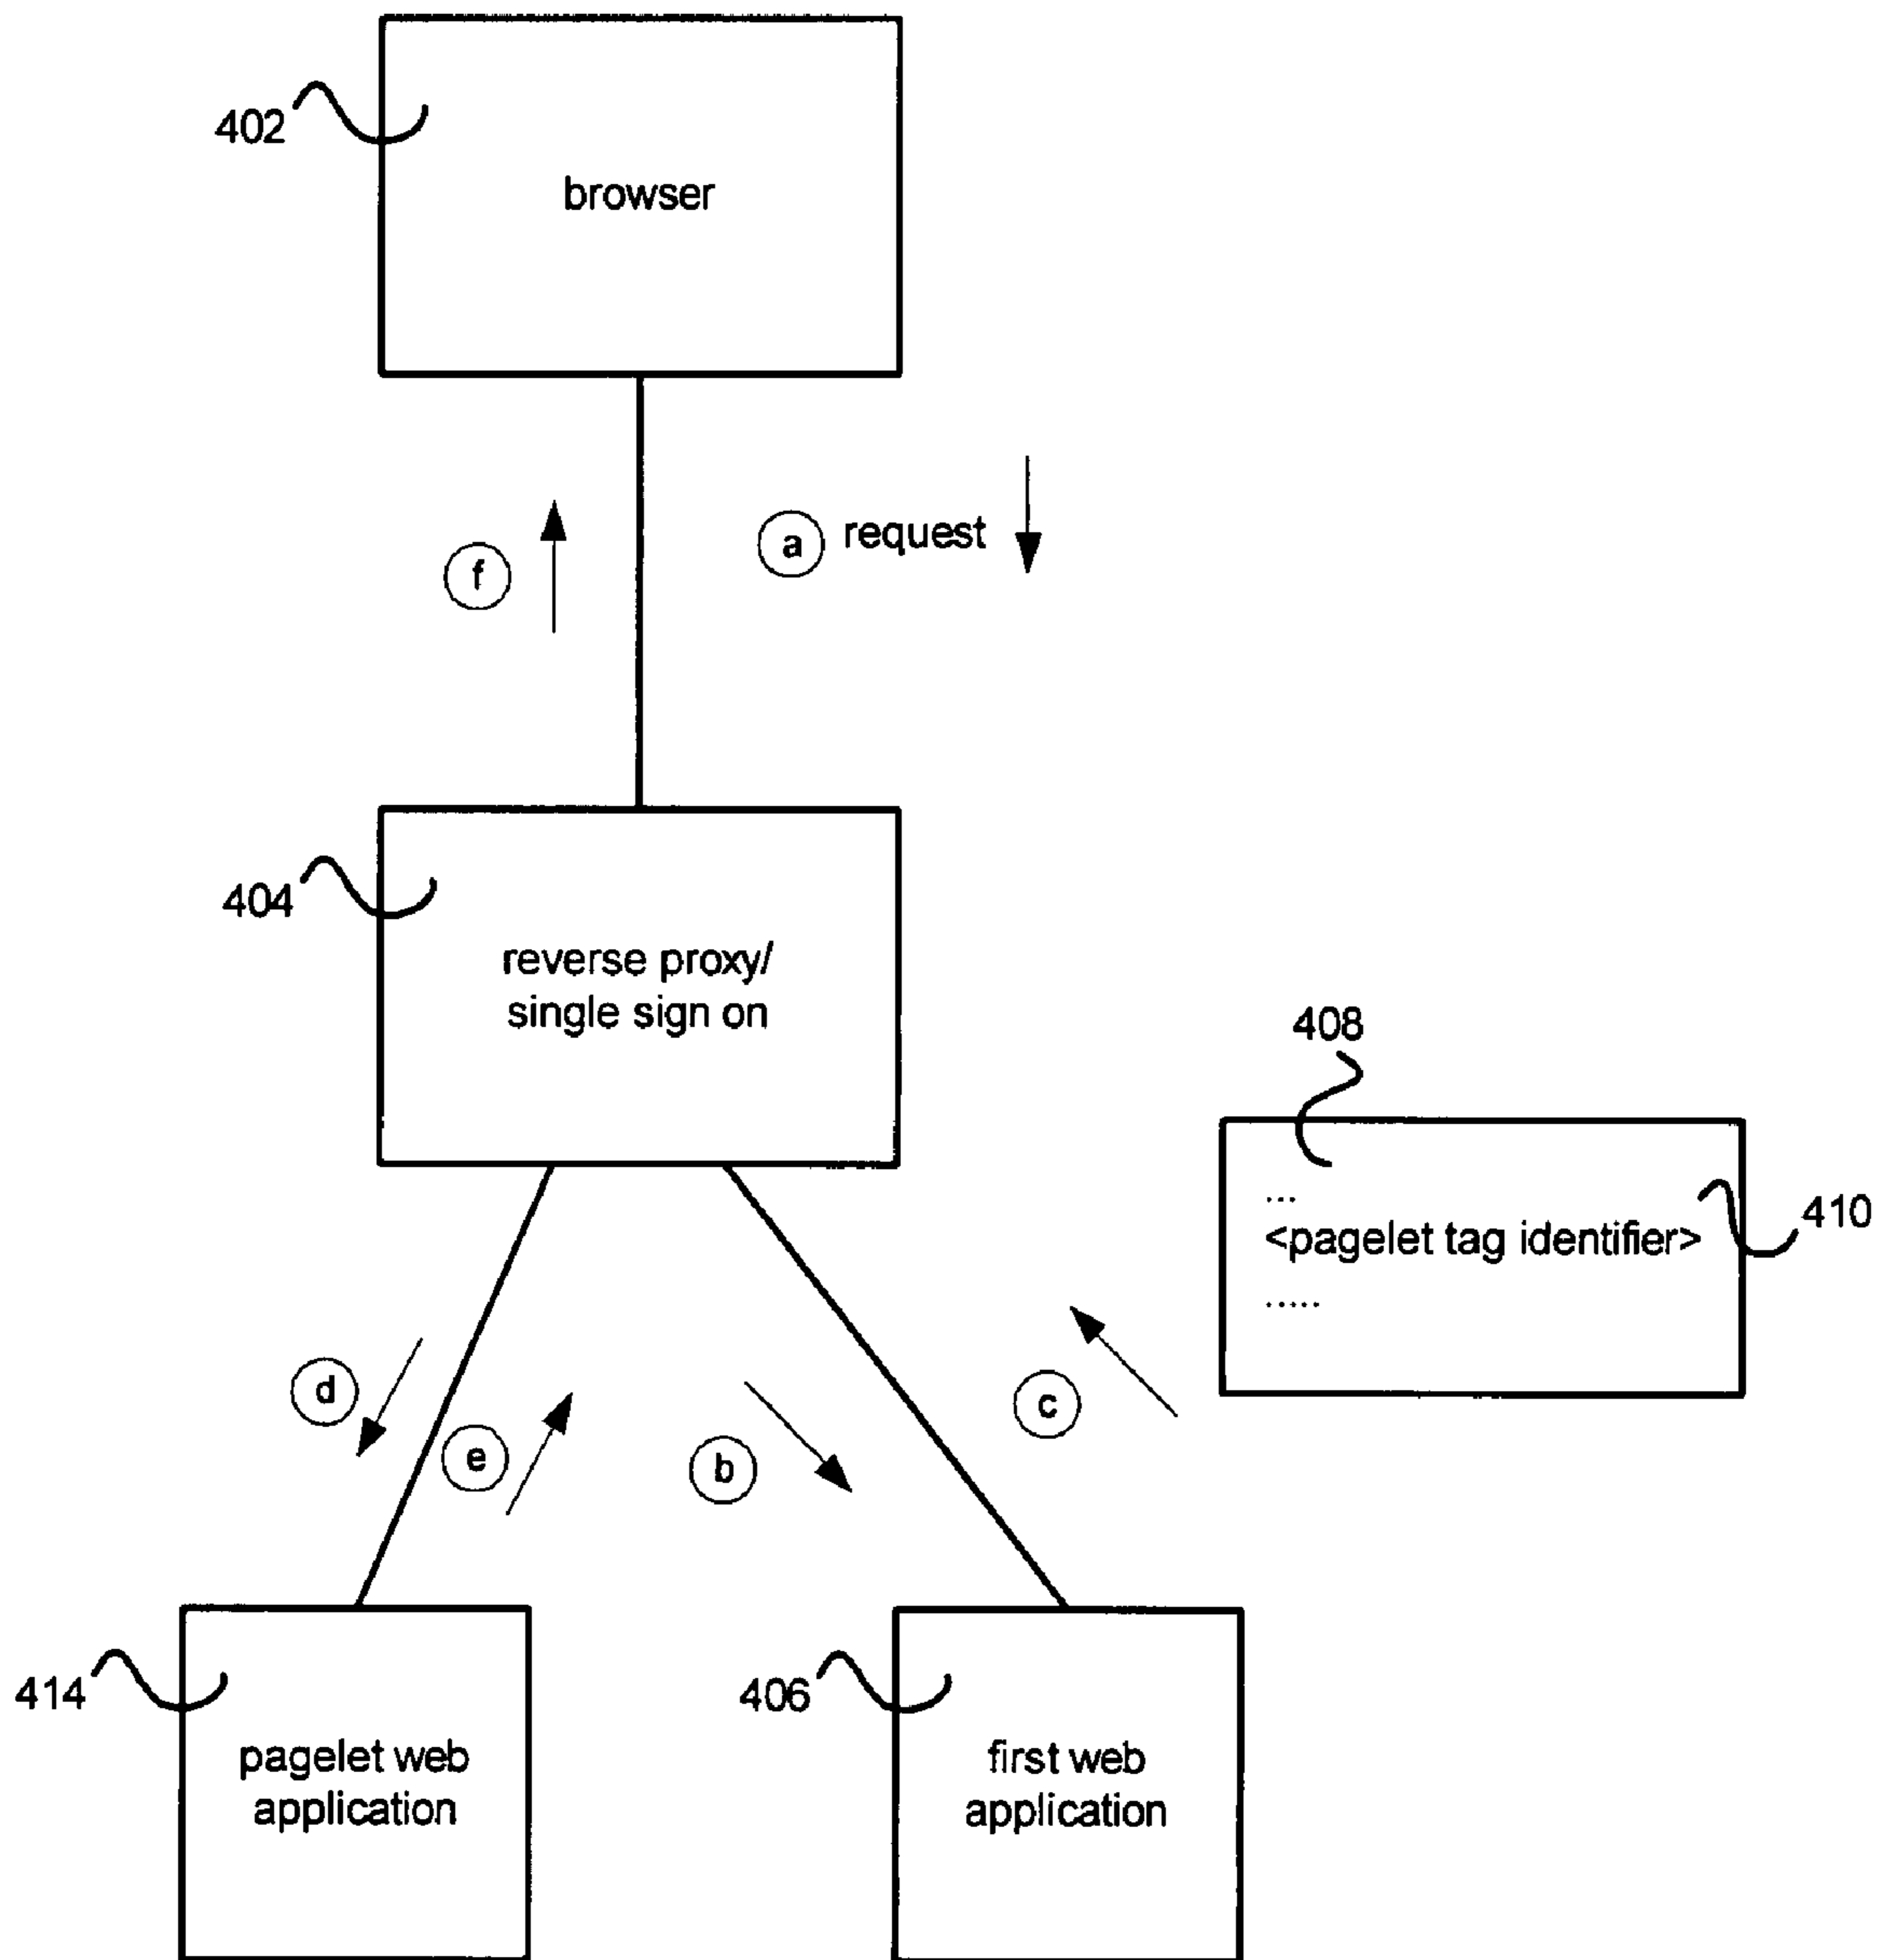 402
browser
f
a request
404
reverse proxy/
single sign on
408
...
<pagelet tag identifier>
.....
410
d
e
b
c
414
pagelet web
application
406
first web
application